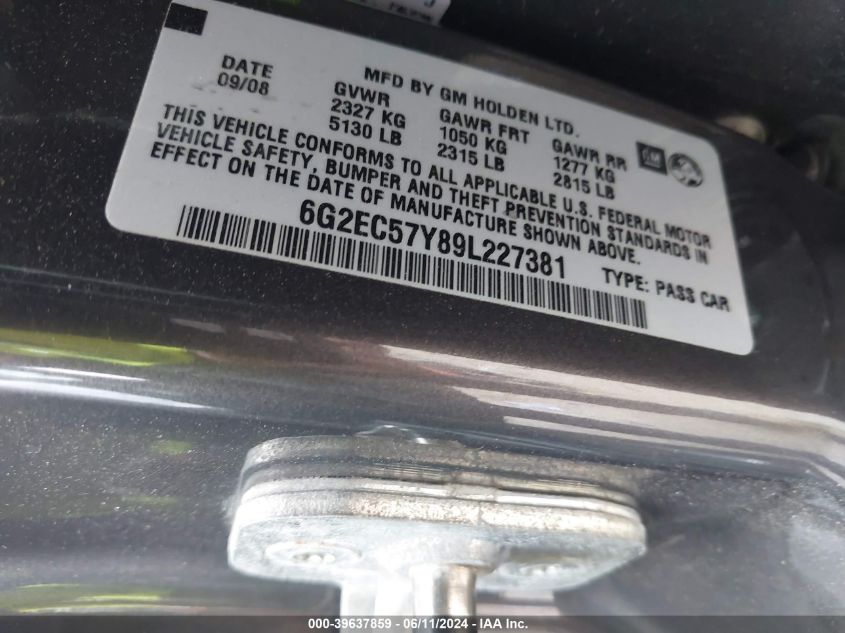 MFD BY GM HOLDEN LTD.
DATE
09/08
GVWR
2327 KG
5130 LB
GAWR FRT
1050 KG
2315 LB
GAWR RR
1277 KG
2815 LB
GM
THIS VEHICLE CONFORMS TO ALL APPLICABLE U.S. FEDERAL MOTOR
VEHICLE SAFETY, BUMPER AND THEFT PREVENTION STANDARDS IN
EFFECT ON THE DATE OF MANUFACTURE SHOWN ABOVE.
6G2EC57Y89L227381
TYPE: PASS CAR
000-39637859 - 06/11/2024 - IAA Inc.